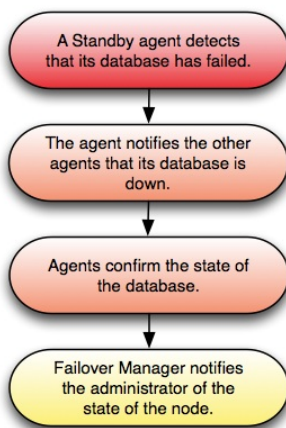 A Standby agent detects
that its database has failed.
The agent notifies the other
agents that its database is
down.
Agents confirm the state of
the database.
Failover Manager notifies
the administrator of the
state of the node.